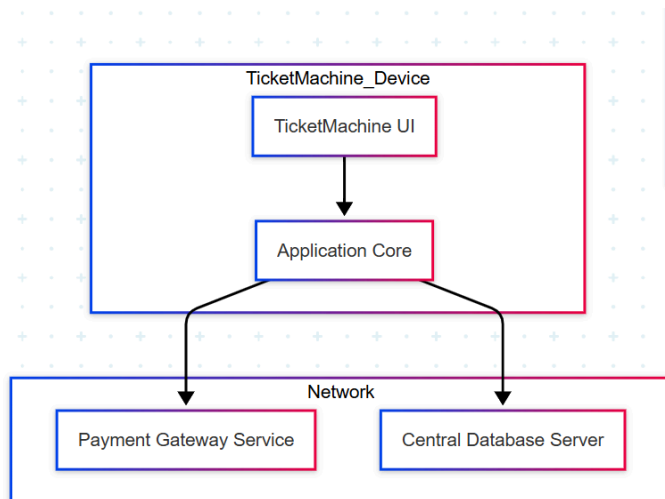 TicketMachine_Device
TicketMachine UI
Application Core
Network
Payment Gateway Service
Central Database Server